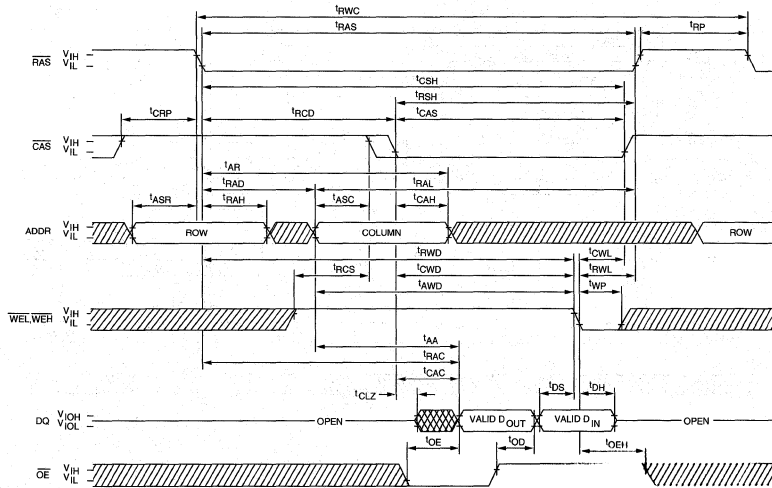 tRWC
tRAS tRP
RAS VIH VIL
tCSH
tRSH
tCRP tRCD tCAS
CAS VIH VIL
tAR
tRAD tRAL
tASR tRAH tASC tCAH
ADDR VIH VIL ROW COLUMN ROW
tRWD tCWL
tRCS tCWD tRWL
tAWD tWP
WEL,WEH VIH VIL
tAA
tRAC
tCAC
tCLZ tDS tDH
DQ VIOH VIOL OPEN VALID DOUT VALID DIN OPEN
tOE tOD tOEH
OE VIH VIL